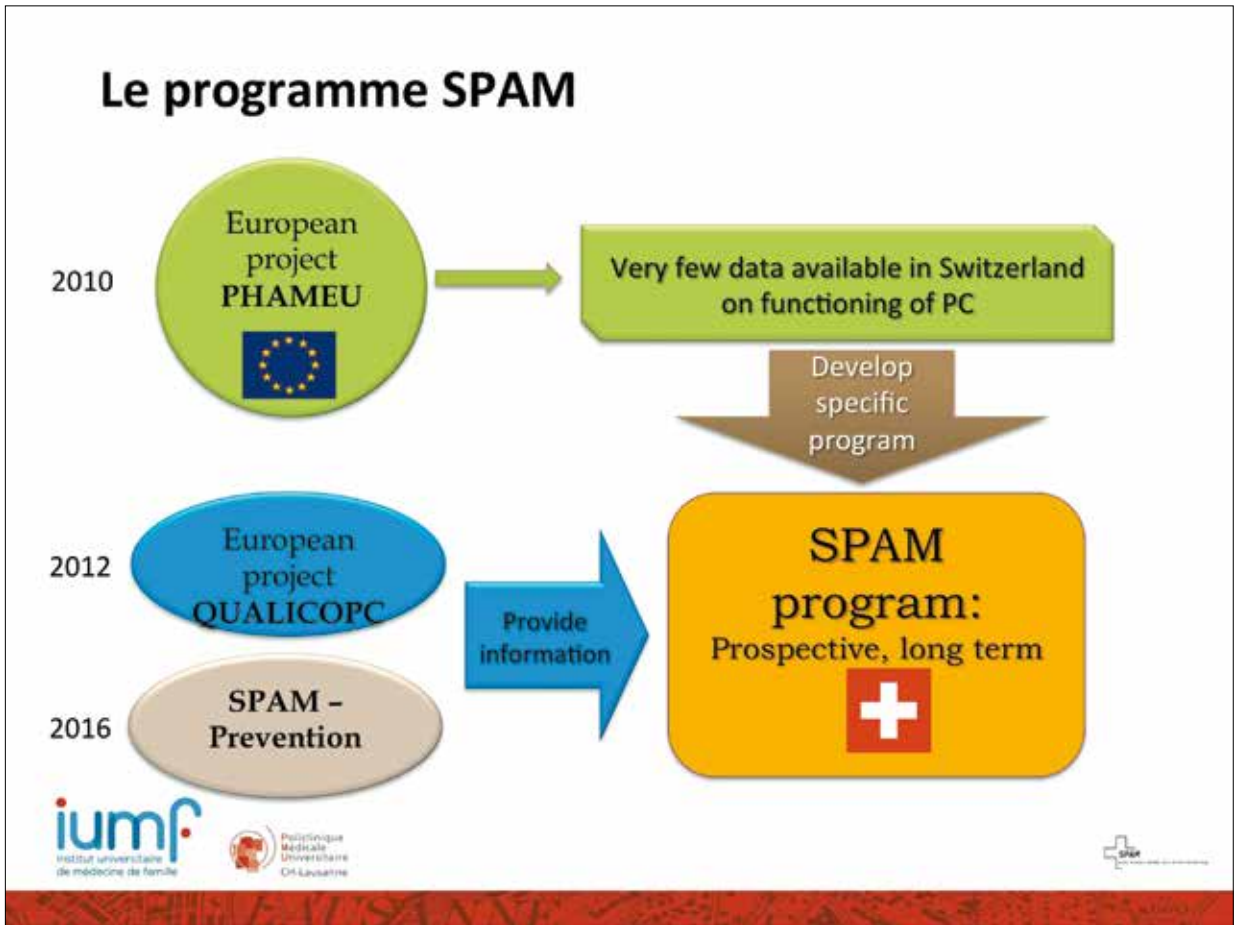 Le programme SPAM
2010
European
project
PHAMEU
Very few data available in Switzerland
on functioning of PC
Develop
specific
program
2012
European
project
QUALICOPC
Provide
information
SPAM
program:
Prospective, long term
2016
SPAM –
Prevention
iumf
institut universitaire
de médecine de famille
Policlinique
Médicale
Universitaire
CH-Lausanne
SPAM